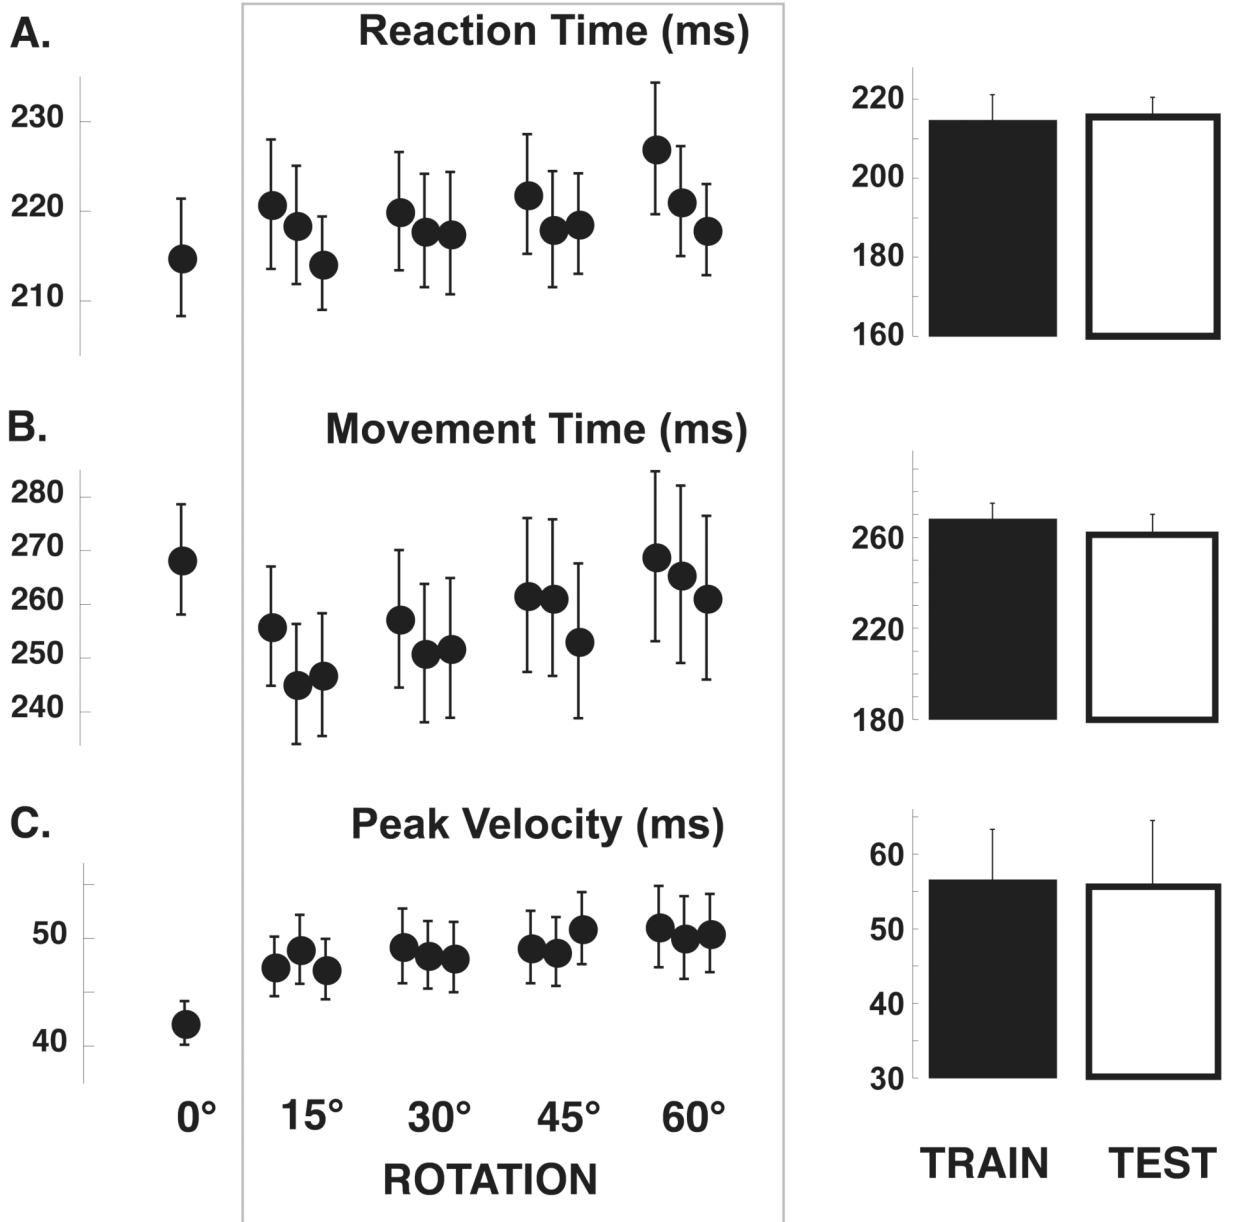 A.
Reaction Time (ms)
230
220
210
220
200
180
160
B.
Movement Time (ms)
280
270
260
250
240
260
220
180
C.
Peak Velocity (ms)
50
40
60
50
40
30
0° 15° 30° 45° 60°
ROTATION
TRAIN TEST